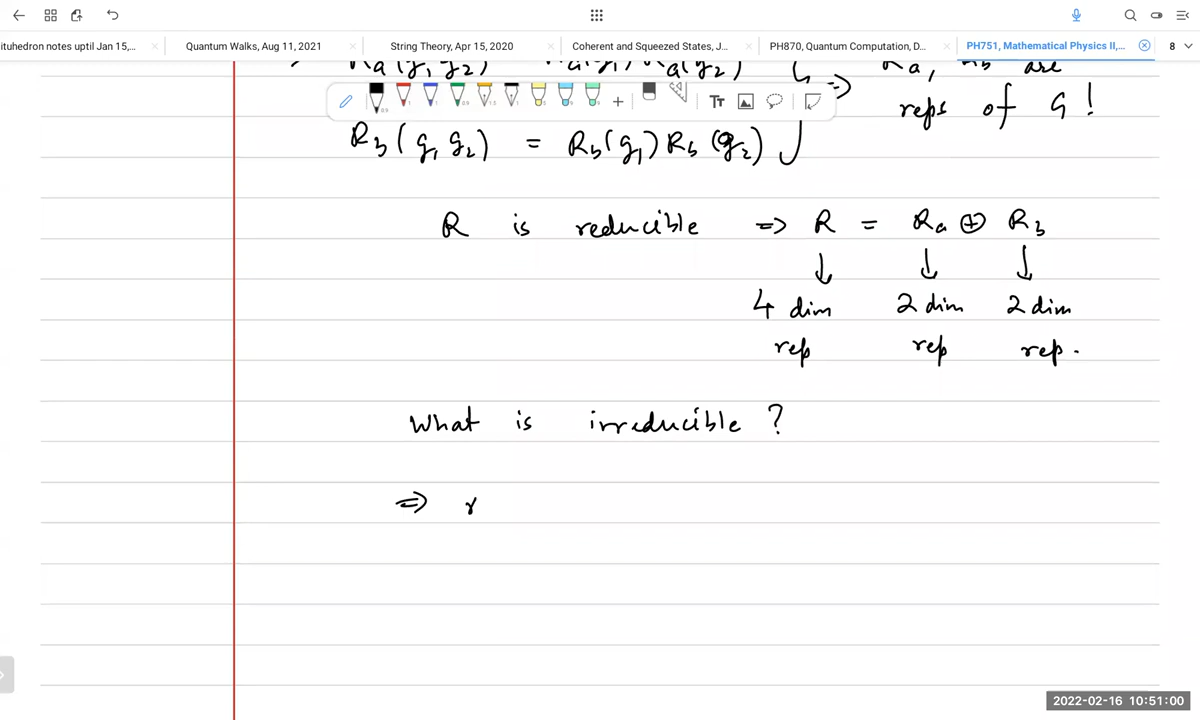 ituhedron notes uptil Jan 15,... Quantum Walks, Aug 11, 2021 String Theory, Apr 15, 2020 Coherent and Squeezed States, J... PH870, Quantum Computation, D... PH751, Mathematical Physics II,... 8
are
reps of G !
R_b(g_1 g_2) = R_b(g_1) R_b(g_2)
R is reducible => R = R_a ⊕ R_b
↓ ↓ ↓
4 dim 2 dim 2 dim
rep rep rep.
What is irreducible ?
=>
2022-02-16 10:51:00